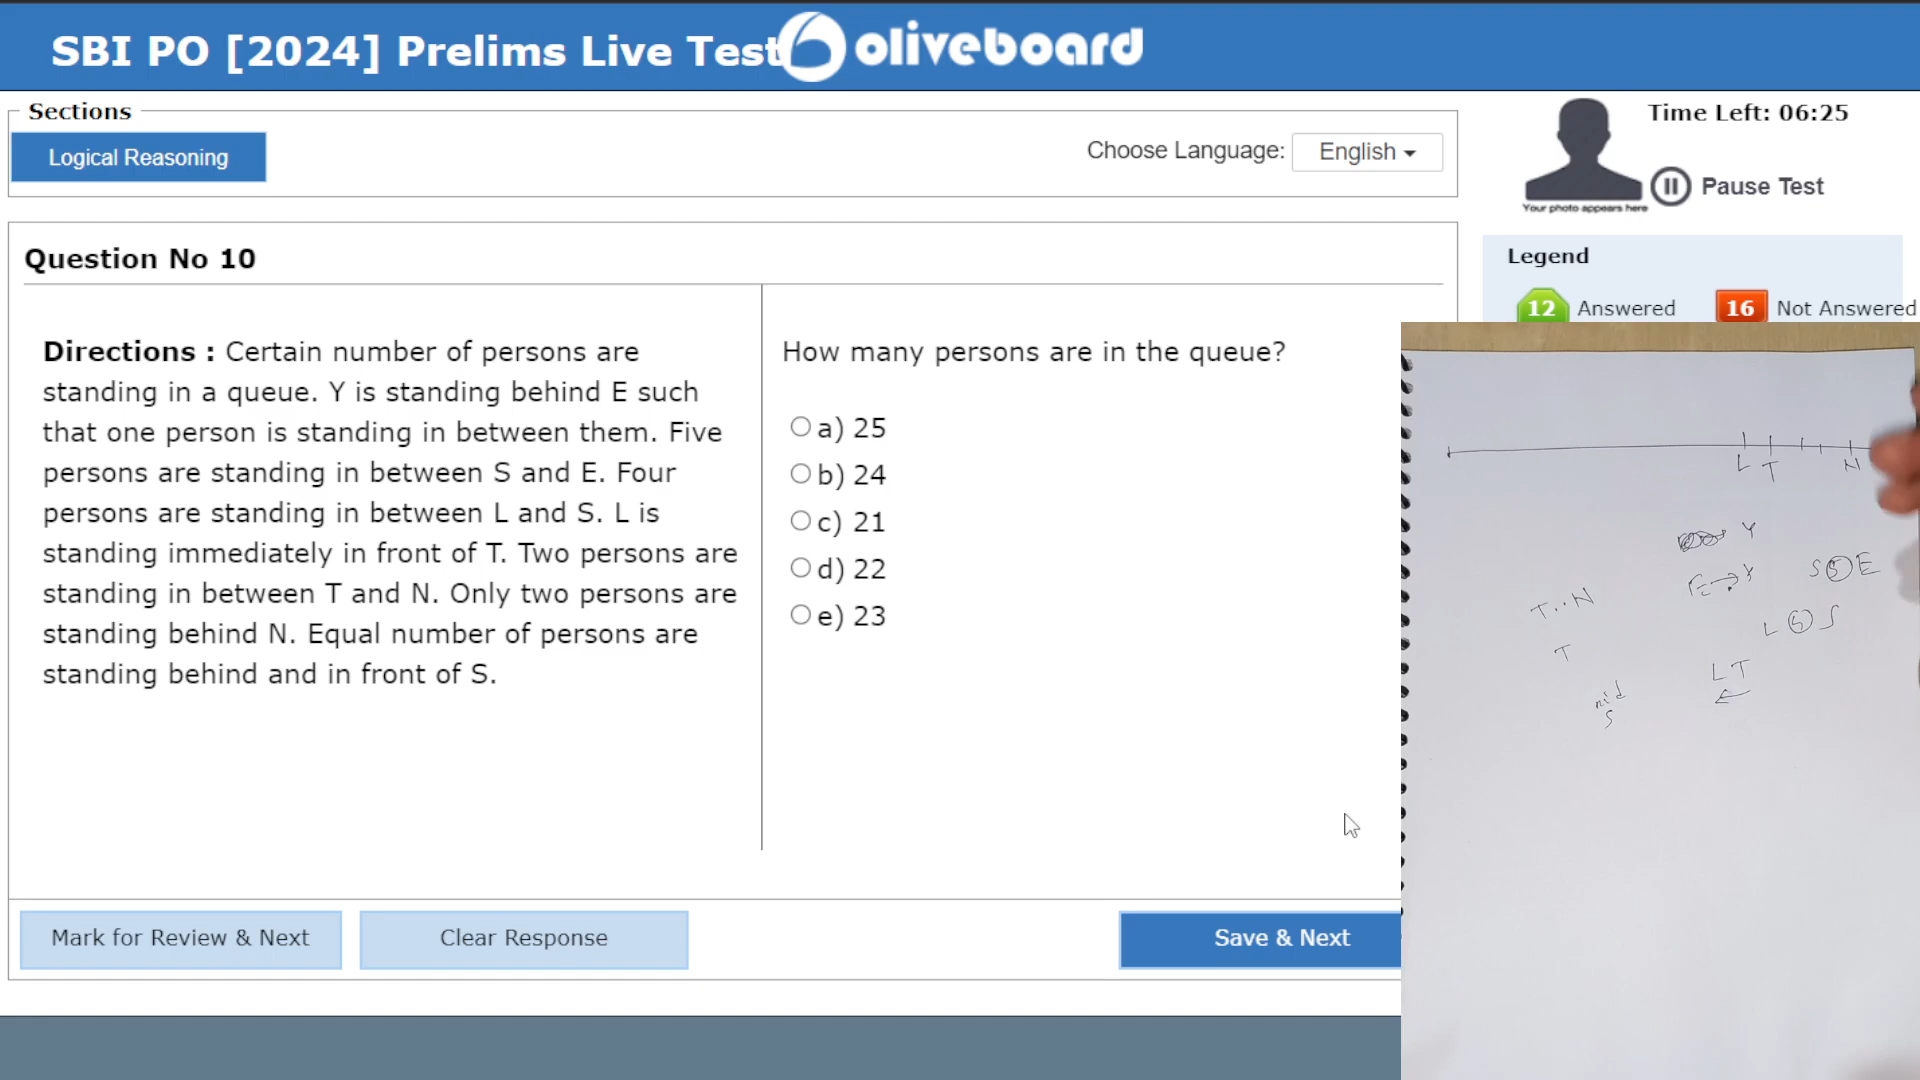 SBI PO [2024] Prelims Live Test
oliveboard
Sections
Logical Reasoning
Choose Language:
English
Time Left: 06:25
Pause Test
Your photo appears here
Legend
12 Answered
16 Not Answered
Question No 10
Directions : Certain number of persons are
standing in a queue. Y is standing behind E such
that one person is standing in between them. Five
persons are standing in between S and E. Four
persons are standing in between L and S. L is
standing immediately in front of T. Two persons are
standing in between T and N. Only two persons are
standing behind N. Equal number of persons are
standing behind and in front of S.
How many persons are in the queue?
a) 25
b) 24
c) 21
d) 22
e) 23
L T N
Y
E → Y
S 5 E
T..N
L S
T
L T
mid
S
Mark for Review & Next
Clear Response
Save & Next